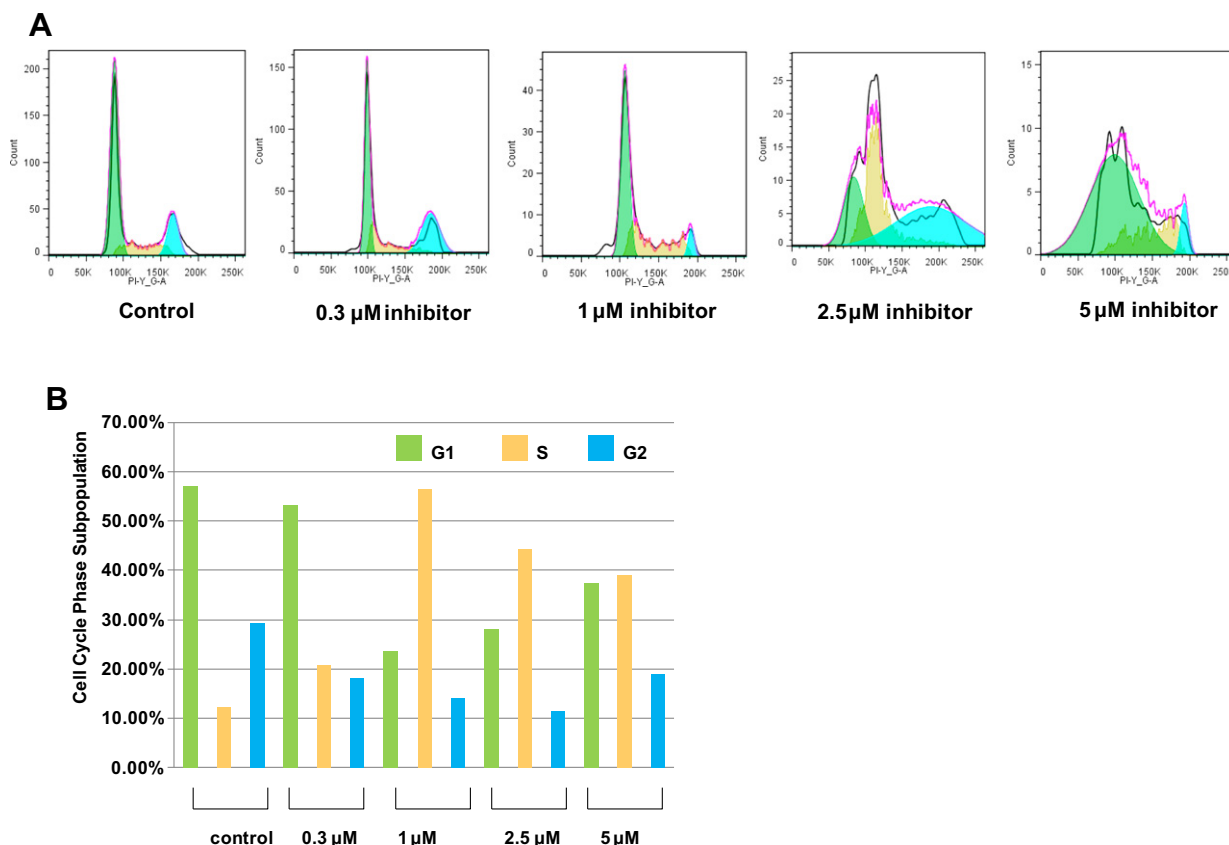 A
200
150
100
50
0
Count
0 50K 100K 150K 200K 250K
PI-Y_G-A
Control
150
100
50
0
Count
0 50K 100K 150K 200K 250K
PI-Y_G-A
0.3 µM inhibitor
40
30
20
10
0
Count
0 50K 100K 150K 200K 250K
PI-Y_G-A
1 µM inhibitor
25
20
15
10
5
0
Count
0 50K 100K 150K 200K 250K
PI-Y_G-A
2.5µM inhibitor
15
10
5
0
Count
0 50K 100K 150K 200K 250
PI-Y_G-A
5 µM inhibitor
B
Cell Cycle Phase Subpopulation
70.00%
60.00%
50.00%
40.00%
30.00%
20.00%
10.00%
0.00%
G1 S G2
control 0.3 µM 1 µM 2.5 µM 5 µM